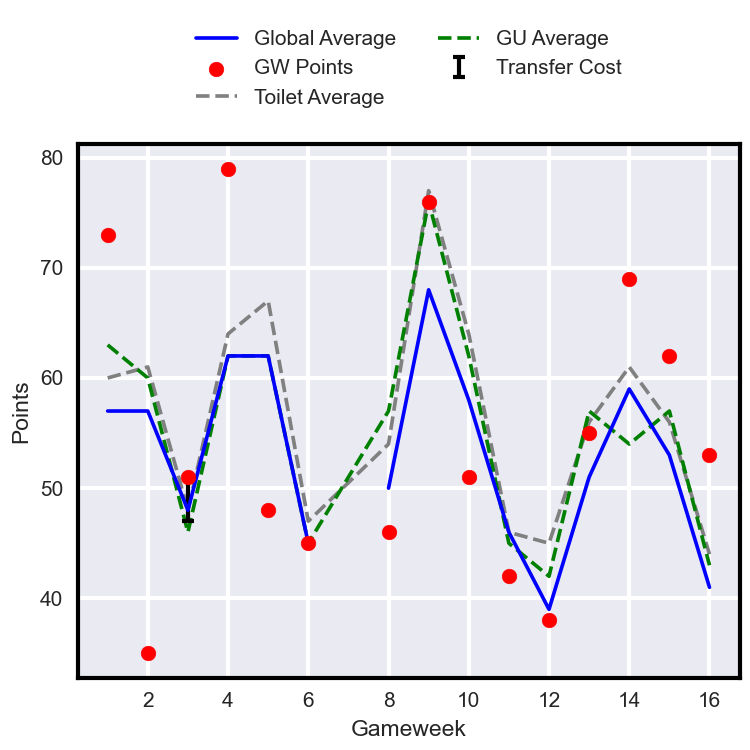 Global Average
GU Average
GW Points
Transfer Cost
Toilet Average
80
70
60
50
40
Points
2 4 6 8 10 12 14 16
Gameweek